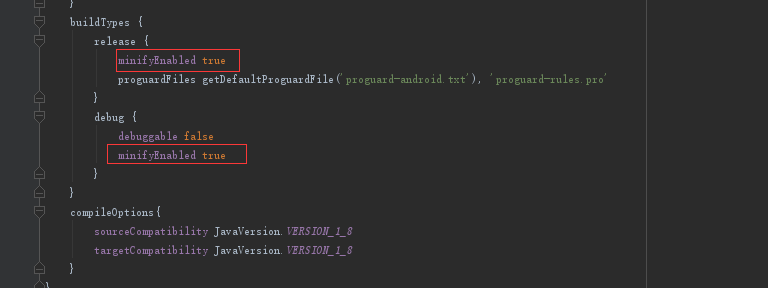 }
buildTypes {
release {
minifyEnabled true
proguardFiles getDefaultProguardFile('proguard-android.txt'), 'proguard-rules.pro'
}
debug {
debuggable false
minifyEnabled true
}
}
compileOptions{
sourceCompatibility JavaVersion.VERSION_1_8
targetCompatibility JavaVersion.VERSION_1_8
}
}